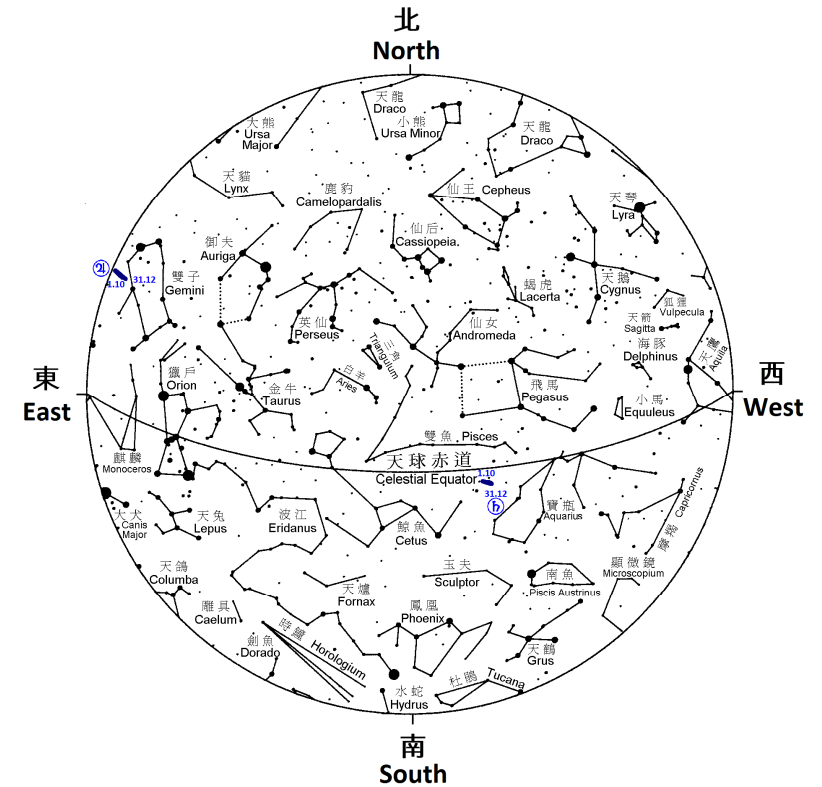 北
North
天龍
Draco
小熊
Ursa Minor
大熊
Ursa
Major
天龍
Draco
天貓
Lynx
鹿豹
Camelopardalis
仙王 Cepheus
天琴
Lyra
御夫
Auriga
仙后
Cassiopeia
♃
1.10
31.12
雙子
Gemini
蝎虎
Lacerta
天鵝
Cygnus
狐狸
Vulpecula
英仙
Perseus
三角
Triangulum
仙女
Andromeda
天箭
Sagitta
海豚
Delphinus
天鷹
Aquila
東
East
獵戶
Orion
金牛
Taurus
白羊
Aries
飛馬
Pegasus
小馬
Equuleus
西
West
雙魚 Pisces
麒麟
Monoceros
天球赤道
Celestial Equator
1.10
31.12
♄
寶瓶
Aquarius
摩羯 Capricornus
大犬
Canis
Major
天兔
Lepus
波江
Eridanus
鯨魚
Cetus
天鴿
Columba
天爐
Fornax
玉夫
Sculptor
南魚
Piscis Austrinus
顯微鏡
Microscopium
雕具
Caelum
時鐘 Horologium
鳳凰
Phoenix
劍魚
Dorado
天鶴
Grus
水蛇
Hydrus
杜鵑 Tucana
南
South